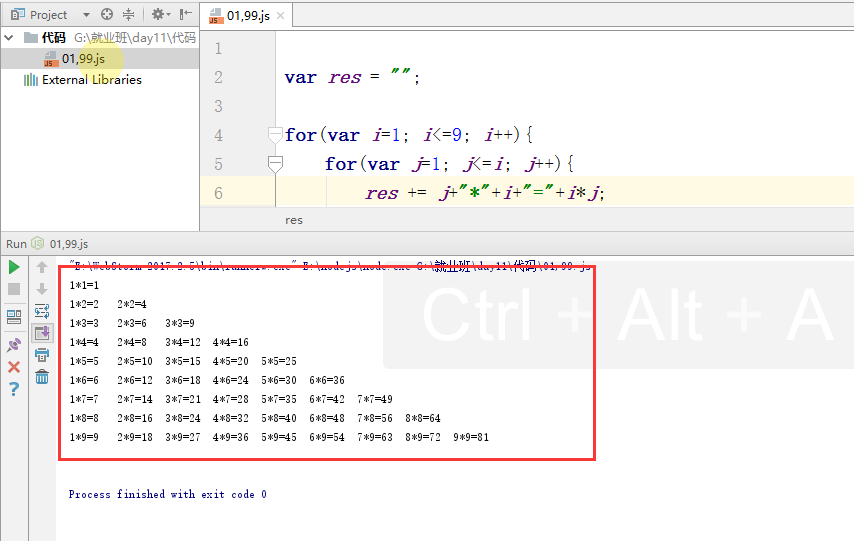 Project
01,99.js
代码 G:\就业班\day11\代码
01,99.js
External Libraries
1
2 var res = "";
3
4 for(var i=1; i<=9; i++){
5 for(var j=1; j<=i; j++){
6 res += j+"*"+i+"="+i*j;
res
Run 01,99.js
"E:\WebStorm 2017.2.5\bin\runnerw.exe" E:\nodejs\node.exe G:\就业班\day11\代码\01,99.js
1*1=1
1*2=2 2*2=4
1*3=3 2*3=6 3*3=9
1*4=4 2*4=8 3*4=12 4*4=16
1*5=5 2*5=10 3*5=15 4*5=20 5*5=25
1*6=6 2*6=12 3*6=18 4*6=24 5*6=30 6*6=36
1*7=7 2*7=14 3*7=21 4*7=28 5*7=35 6*7=42 7*7=49
1*8=8 2*8=16 3*8=24 4*8=32 5*8=40 6*8=48 7*8=56 8*8=64
1*9=9 2*9=18 3*9=27 4*9=36 5*9=45 6*9=54 7*9=63 8*9=72 9*9=81
Ctrl + Alt + A
Process finished with exit code 0